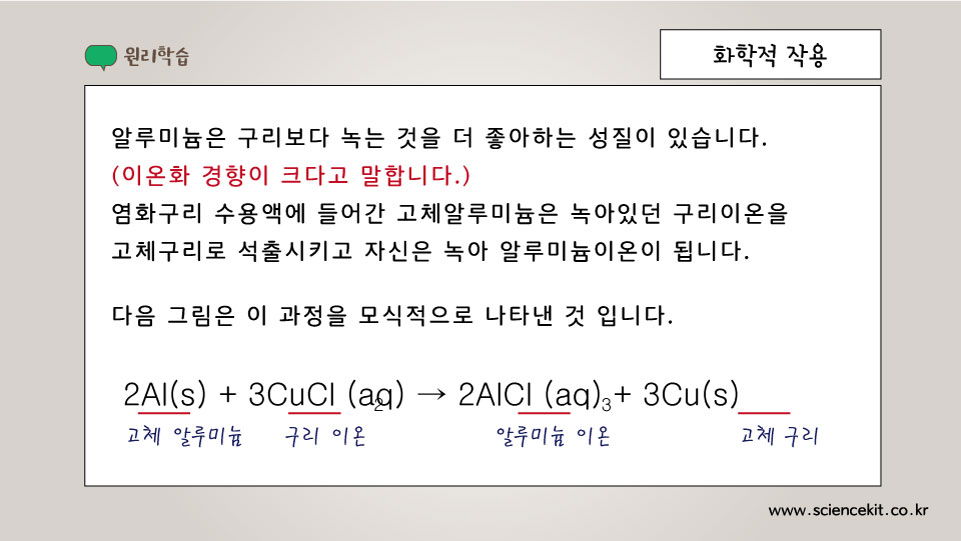 원리학습
화학적 작용
알루미늄은 구리보다 녹는 것을 더 좋아하는 성질이 있습니다.
(이온화 경향이 크다고 말합니다.)
염화구리 수용액에 들어간 고체알루미늄은 녹아있던 구리이온을
고체구리로 석출시키고 자신은 녹아 알루미늄이온이 됩니다.
다음 그림은 이 과정을 모식적으로 나타낸 것 입니다.
2Al(s) + 3CuCl (aq)₂ → 2AlCl (aq)₃+ 3Cu(s)
고체 알루미늄 구리 이온 알루미늄 이온 고체 구리
www.sciencekit.co.kr